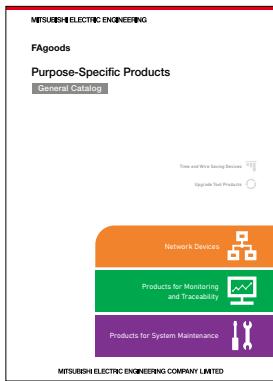 MITSUBISHI ELECTRIC ENGINEERING
FAgoods
Purpose-Specific Products
General Catalog
Time and Wire Saving Devices
Upgrade Tool Products
Network Devices
Products for Monitoring
and Traceability
Products for System Maintenance
MITSUBISHI ELECTRIC ENGINEERING COMPANY LIMITED